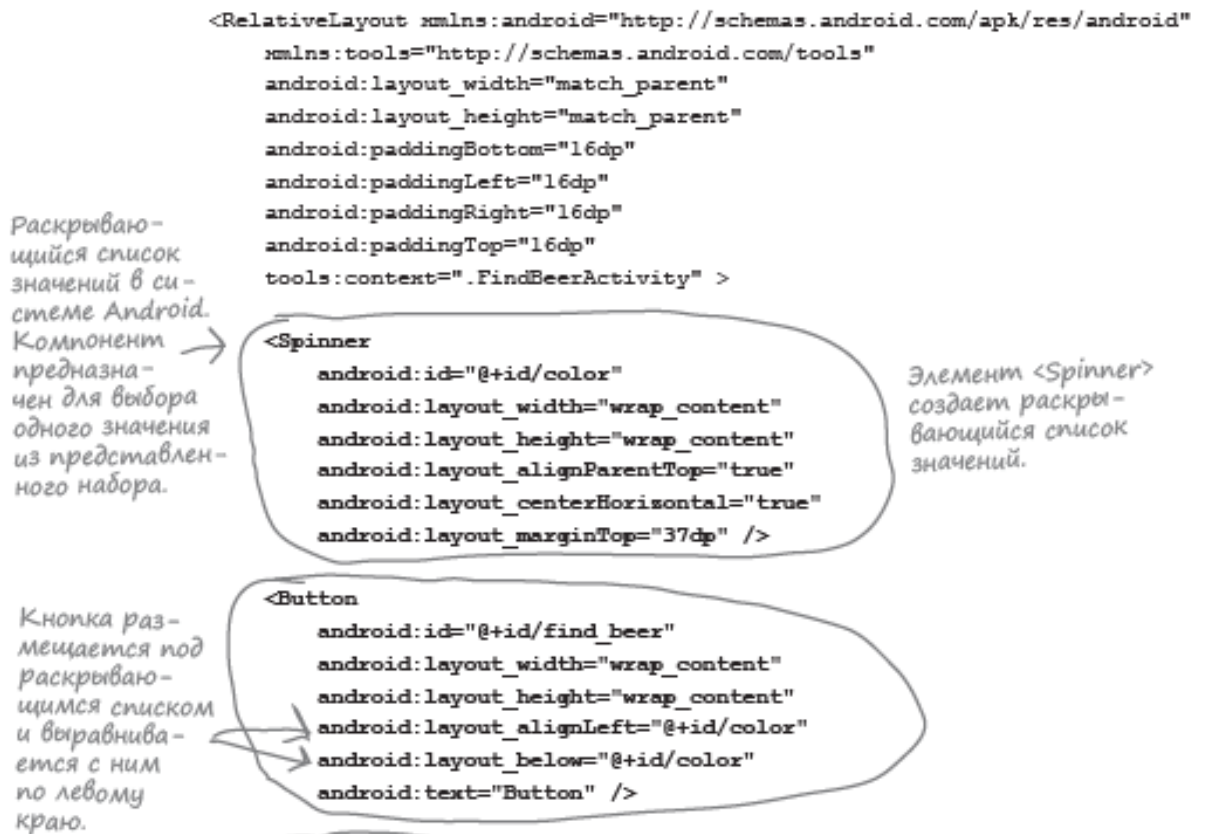 <RelativeLayout xmlns:android="http://schemas.android.com/apk/res/android"
xmlns:tools="http://schemas.android.com/tools"
android:layout_width="match_parent"
android:layout_height="match_parent"
android:paddingBottom="16dp"
android:paddingLeft="16dp"
android:paddingRight="16dp"
android:paddingTop="16dp"
tools:context=".FindBeerActivity" >
Раскрываю-
щийся список
значений в си-
стеме Android.
Компонент
предназна-
чен для выбора
одного значения
из представлен-
ного набора.
<Spinner
android:id="@+id/color"
android:layout_width="wrap_content"
android:layout_height="wrap_content"
android:layout_alignParentTop="true"
android:layout_centerHorizontal="true"
android:layout_marginTop="37dp" />
Элемент <Spinner>
создает раскры-
вающийся список
значений.
Кнопка раз-
мещается под
раскрываю-
щимся списком
и выравнива-
ется с ним
по левому
краю.
<Button
android:id="@+id/find_beer"
android:layout_width="wrap_content"
android:layout_height="wrap_content"
android:layout_alignLeft="@+id/color"
android:layout_below="@+id/color"
android:text="Button" />